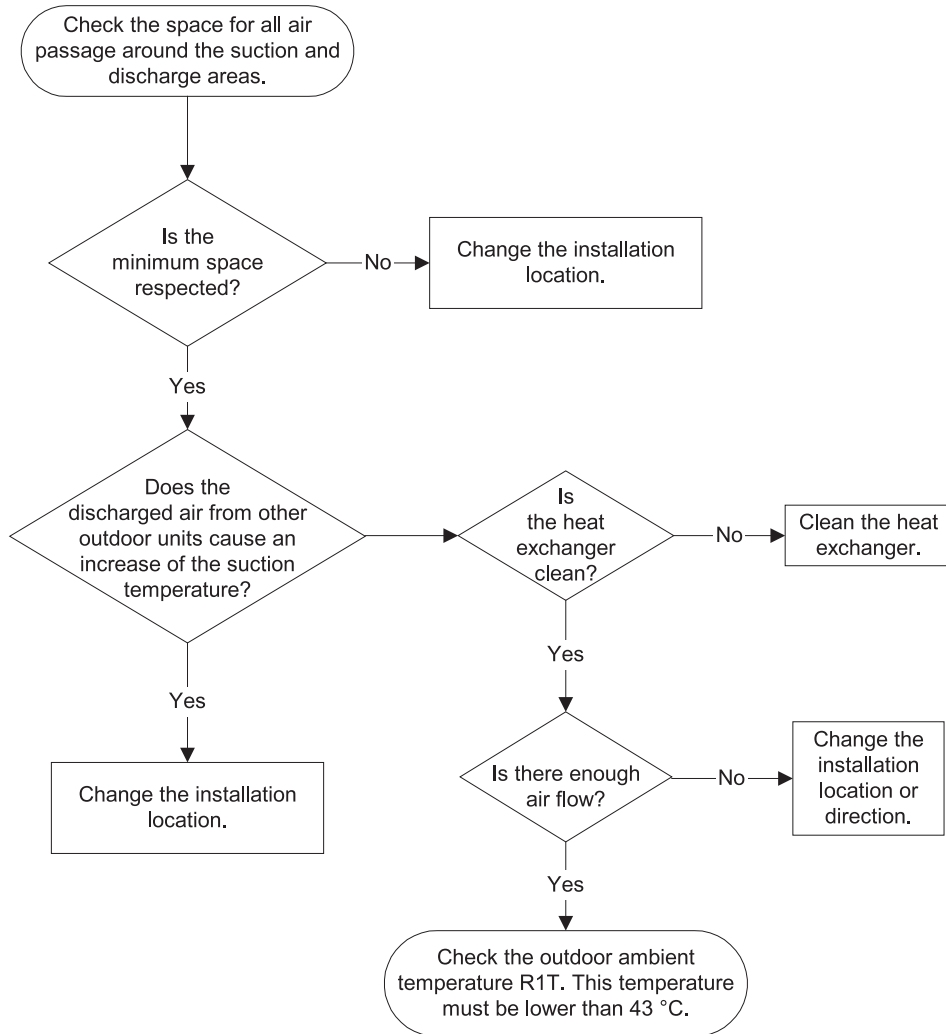 Check the space for all air
passage around the suction and
discharge areas.
Is the
minimum space
respected?
No
Change the installation
location.
Yes
Does the
discharged air from other
outdoor units cause an
increase of the suction
temperature?
Is
the heat
exchanger
clean?
No
Clean the heat
exchanger.
Yes
Yes
Change the installation
location.
Is there enough
air flow?
No
Change the
installation
location or
direction.
Yes
Check the outdoor ambient
temperature R1T. This temperature
must be lower than 43 °C.